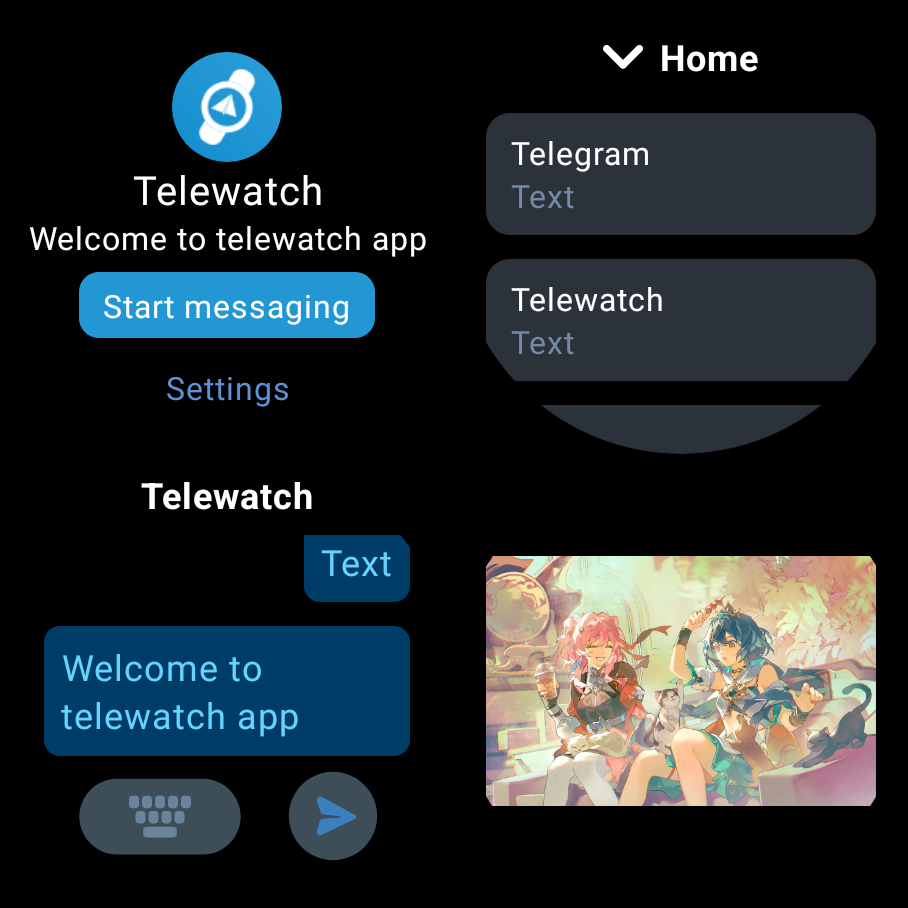 Telewatch
Welcome to telewatch app
Start messaging
Settings
Home
Telegram
Text
Telewatch
Text
Telewatch
Text
Welcome to
telewatch app